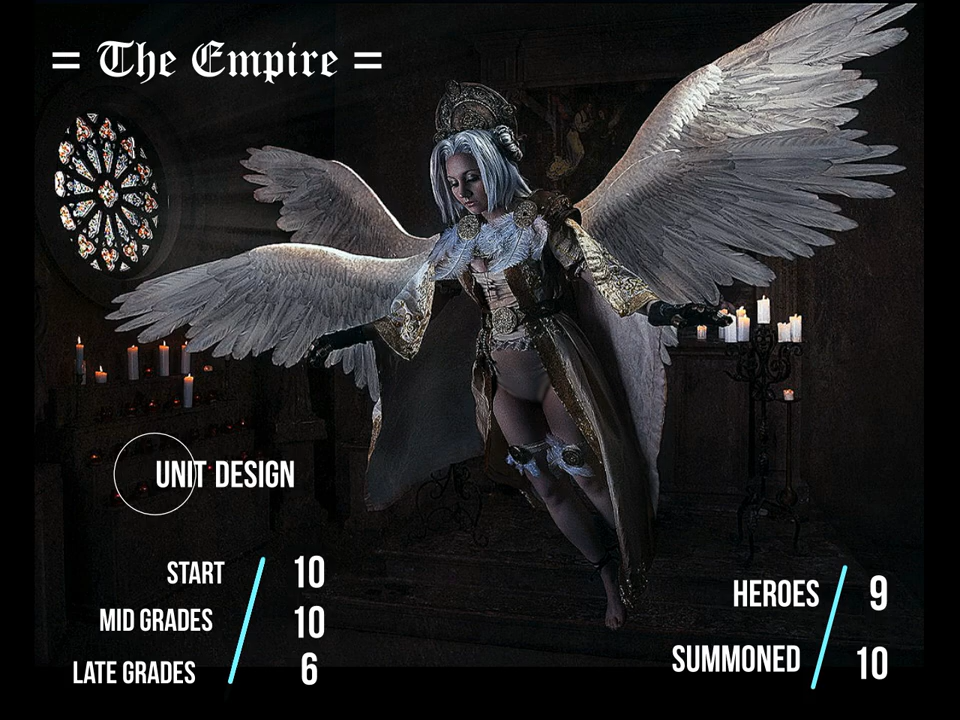 = The Empire =
UNIT DESIGN
START 10
MID GRADES 10
LATE GRADES 6
HEROES 9
SUMMONED 10